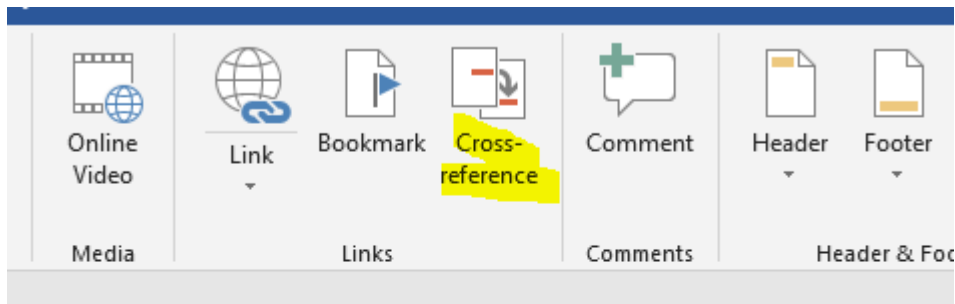 Online
Video
Link
Bookmark
Cross-
reference
Comment
Header
Footer
Media
Links
Comments
Header & Foo